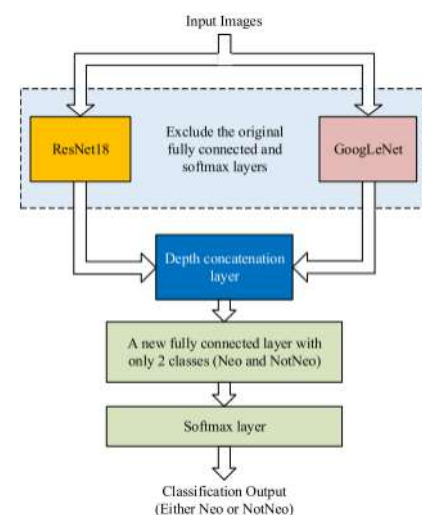 Input Images
ResNet18
Exclude the original
fully connected and
softmax layers
GoogLeNet
Depth concatenation
layer
A new fully connected layer with
only 2 classes (Neo and NotNeo)
Softmax layer
Classification Output
(Either Neo or NotNeo)